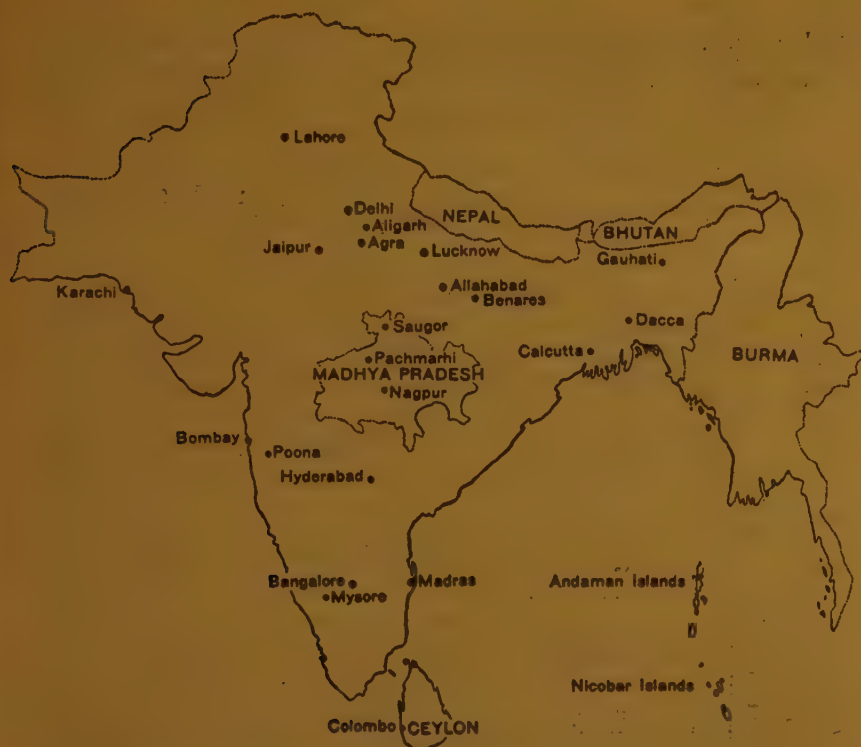 Lahore
Delhi
NEPAL
Aligarh
BHUTAN
Jaipur
Agra
Lucknow
Gauhati
Karachi
Allahabad
Benares
Saugor
Dacca
Calcutta
Pachmarhi
BURMA
MADHYA PRADESH
Nagpur
Bombay
Poona
Hyderabad
Bangalore
Madras
Andaman Islands
Mysore
Nicobar Islands
Colombo
CEYLON